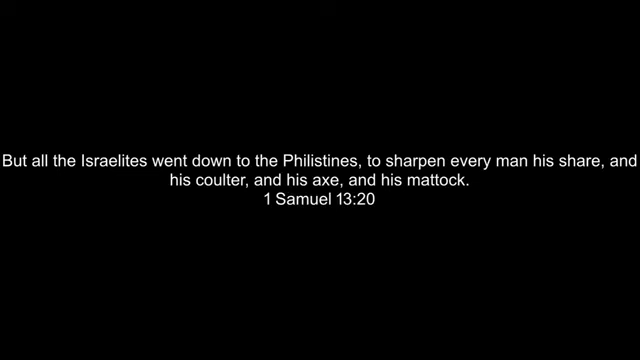 But all the Israelites went down to the Philistines, to sharpen every man his share, and
his coulter, and his axe, and his mattock.
1 Samuel 13:20